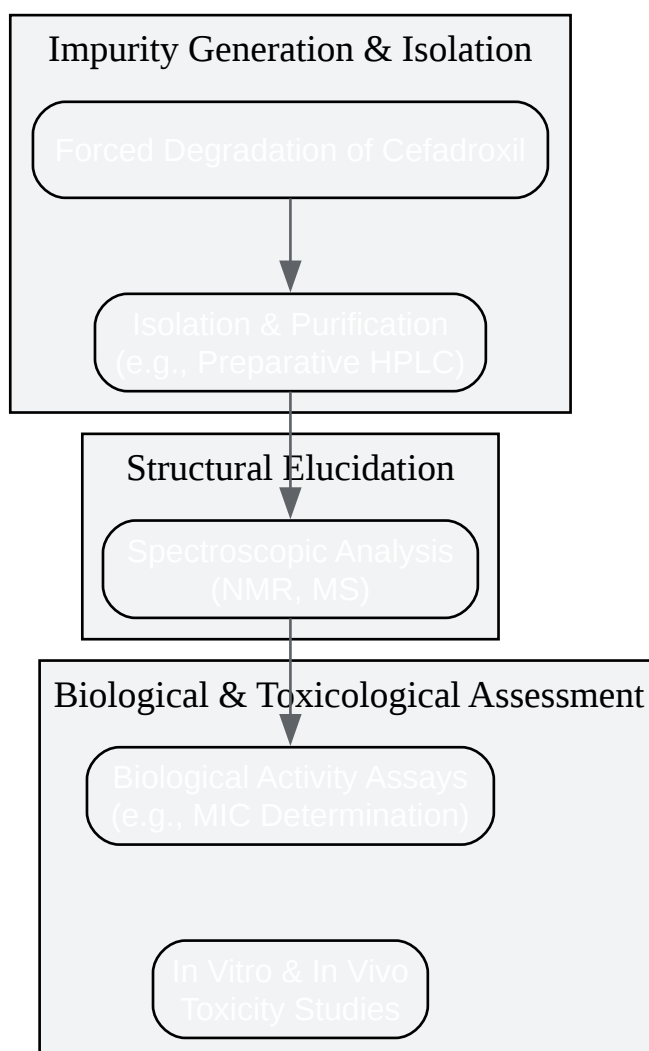 Impurity Generation & Isolation
Forced Degradation of Cefadroxil
Isolation & Purification
(e.g., Preparative HPLC)
Structural Elucidation
Spectroscopic Analysis
(NMR, MS)
Biological & Toxicological Assessment
Biological Activity Assays
(e.g., MIC Determination)
In Vitro & In Vivo
Toxicity Studies